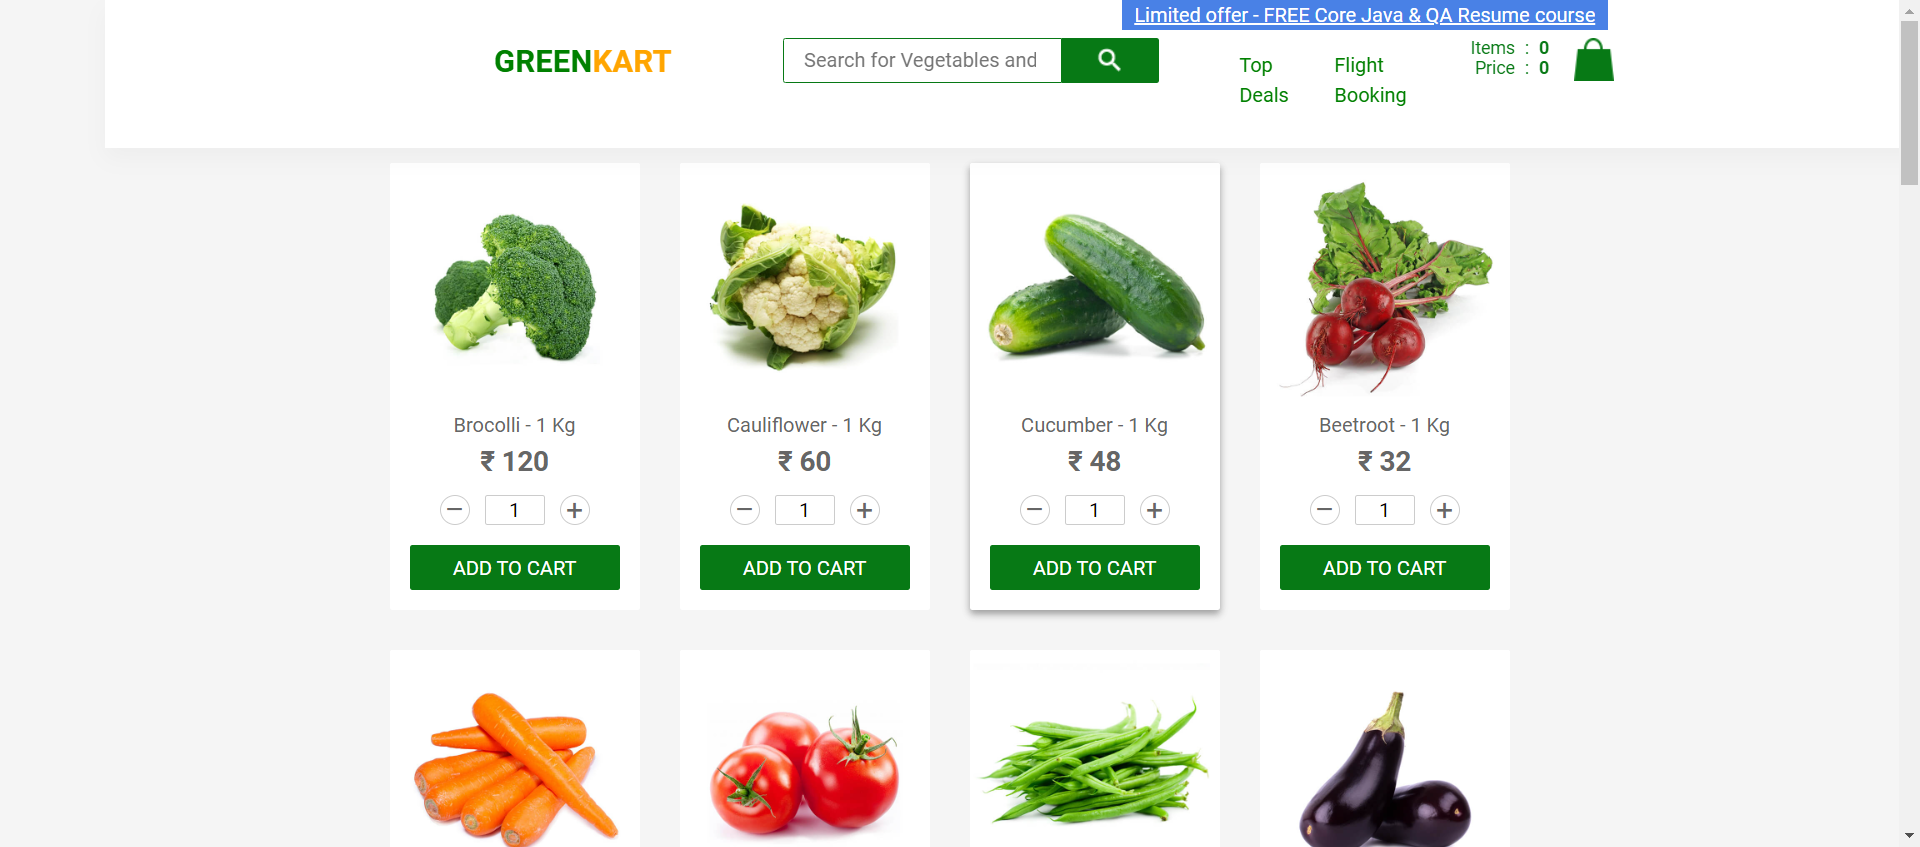 Limited offer - FREE Core Java & QA Resume course
GREENKART
Search for Vegetables and
Top
Deals
Flight
Booking
Items : 0
Price : 0
Brocolli - 1 Kg
₹ 120
− 1 +
ADD TO CART
Cauliflower - 1 Kg
₹ 60
− 1 +
ADD TO CART
Cucumber - 1 Kg
₹ 48
− 1 +
ADD TO CART
Beetroot - 1 Kg
₹ 32
− 1 +
ADD TO CART